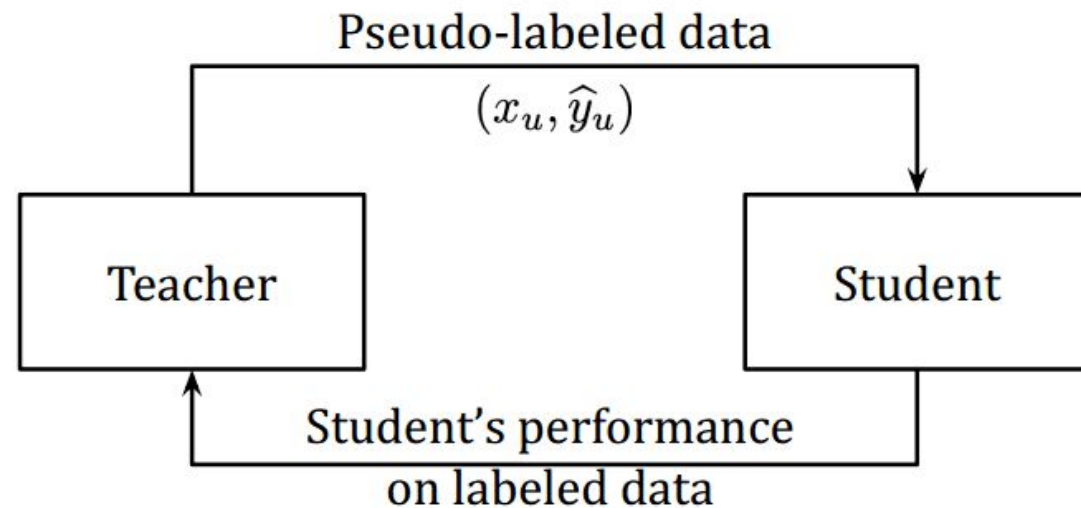 Pseudo-labeled data
(x_u, ŷ_u)
Teacher
Student
Student’s performance
on labeled data